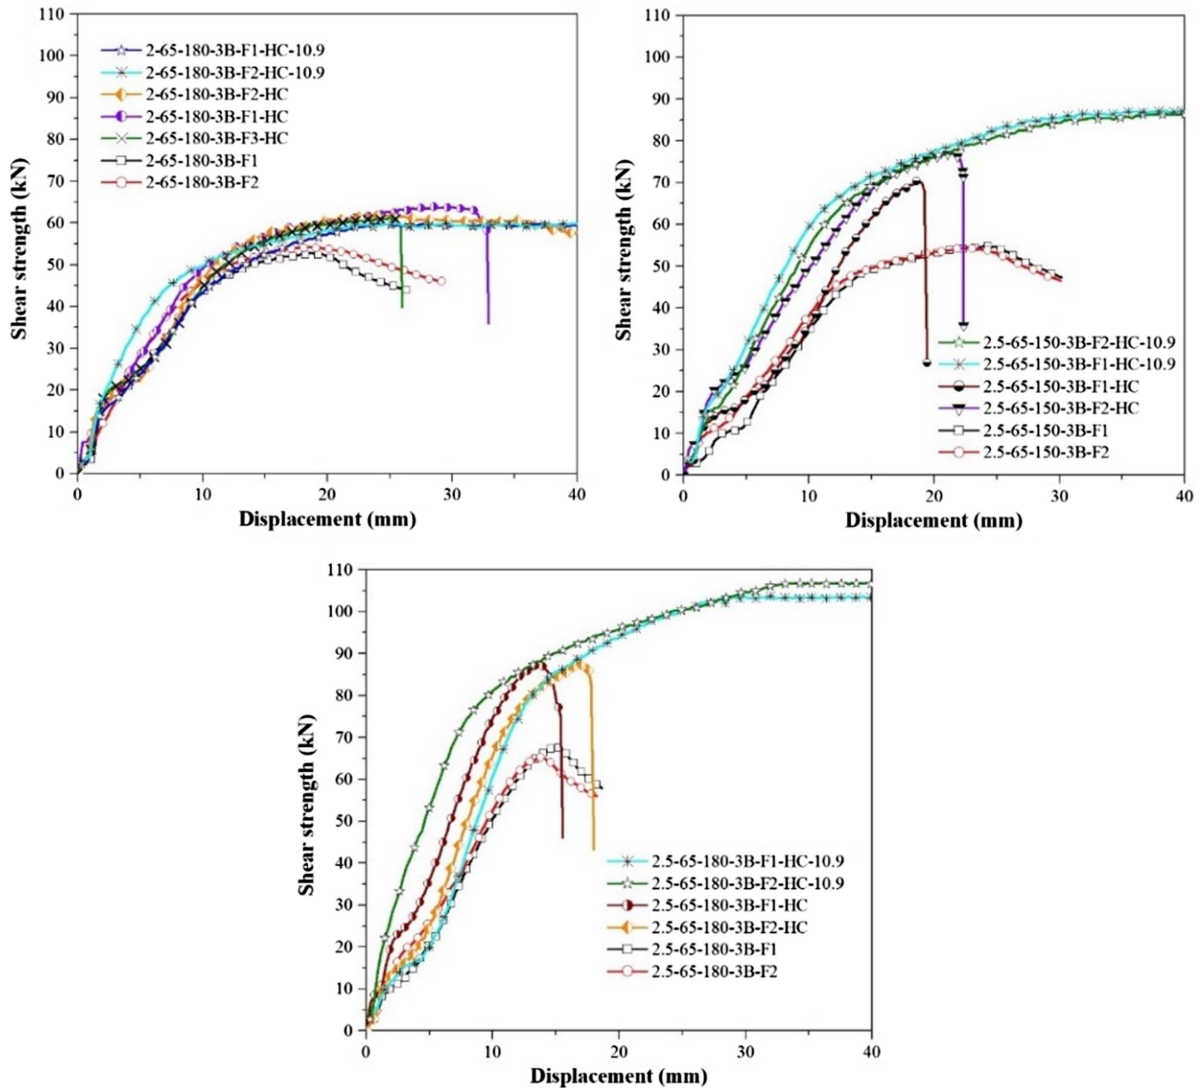 110
100
90
80
70
60
50
40
30
20
10
0
Shear strength (kN)
2-65-180-3B-F1-HC-10.9
2-65-180-3B-F2-HC-10.9
2-65-180-3B-F2-HC
2-65-180-3B-F1-HC
2-65-180-3B-F3-HC
2-65-180-3B-F1
2-65-180-3B-F2
0 10 20 30 40
Displacement (mm)
110
100
90
80
70
60
50
40
30
20
10
0
Shear strength (kN)
2.5-65-150-3B-F2-HC-10.9
2.5-65-150-3B-F1-HC-10.9
2.5-65-150-3B-F1-HC
2.5-65-150-3B-F2-HC
2.5-65-150-3B-F1
2.5-65-150-3B-F2
0 10 20 30 40
Displacement (mm)
110
100
90
80
70
60
50
40
30
20
10
0
Shear strength (kN)
2.5-65-180-3B-F1-HC-10.9
2.5-65-180-3B-F2-HC-10.9
2.5-65-180-3B-F1-HC
2.5-65-180-3B-F2-HC
2.5-65-180-3B-F1
2.5-65-180-3B-F2
0 10 20 30 40
Displacement (mm)